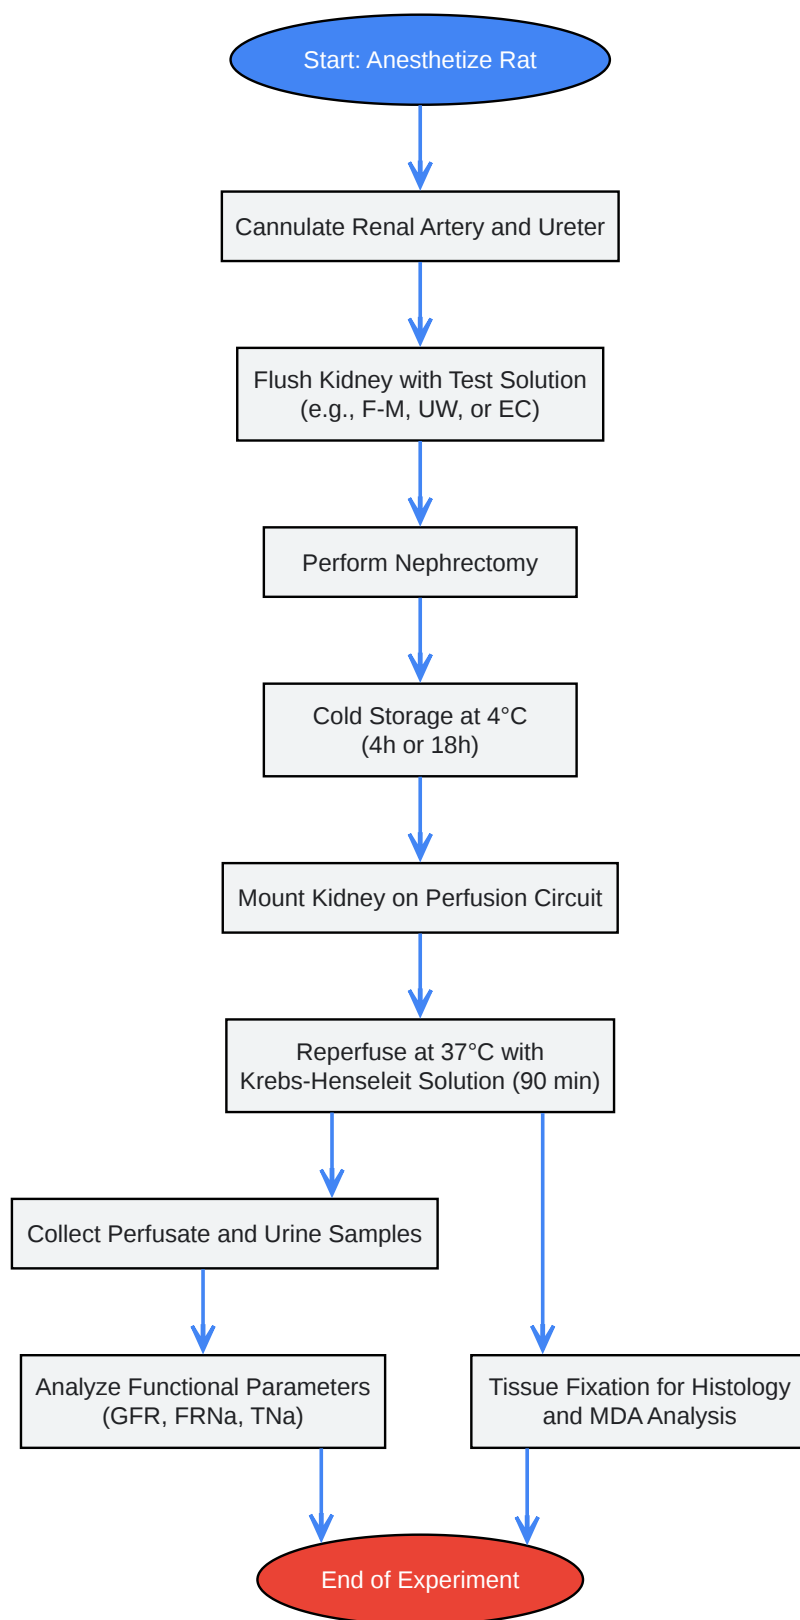 Start: Anesthetize Rat
Cannulate Renal Artery and Ureter
Flush Kidney with Test Solution
(e.g., F-M, UW, or EC)
Perform Nephrectomy
Cold Storage at 4°C
(4h or 18h)
Mount Kidney on Perfusion Circuit
Reperfuse at 37°C with
Krebs-Henseleit Solution (90 min)
Collect Perfusate and Urine Samples
Analyze Functional Parameters
(GFR, FRNa, TNa)
Tissue Fixation for Histology
and MDA Analysis
End of Experiment